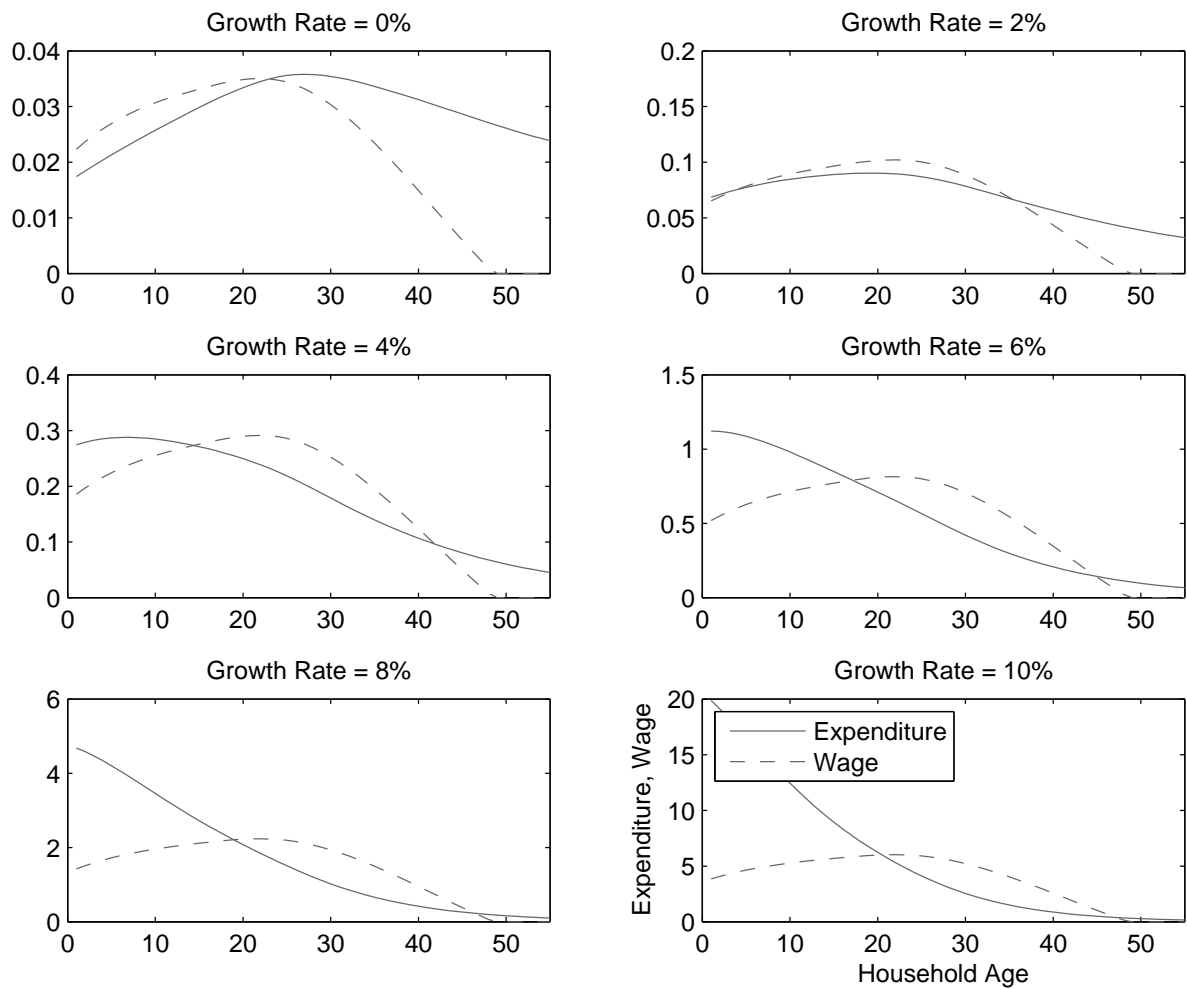 Growth Rate = 0%
0.04
0.03
0.02
0.01
0
0 10 20 30 40 50
Growth Rate = 2%
0.2
0.15
0.1
0.05
0
0 10 20 30 40 50
Growth Rate = 4%
0.4
0.3
0.2
0.1
0
0 10 20 30 40 50
Growth Rate = 6%
1.5
1
0.5
0
0 10 20 30 40 50
Growth Rate = 8%
6
4
2
0
0 10 20 30 40 50
Growth Rate = 10%
Expenditure, Wage
20
15
10
5
0
Expenditure
Wage
0 10 20 30 40 50
Household Age